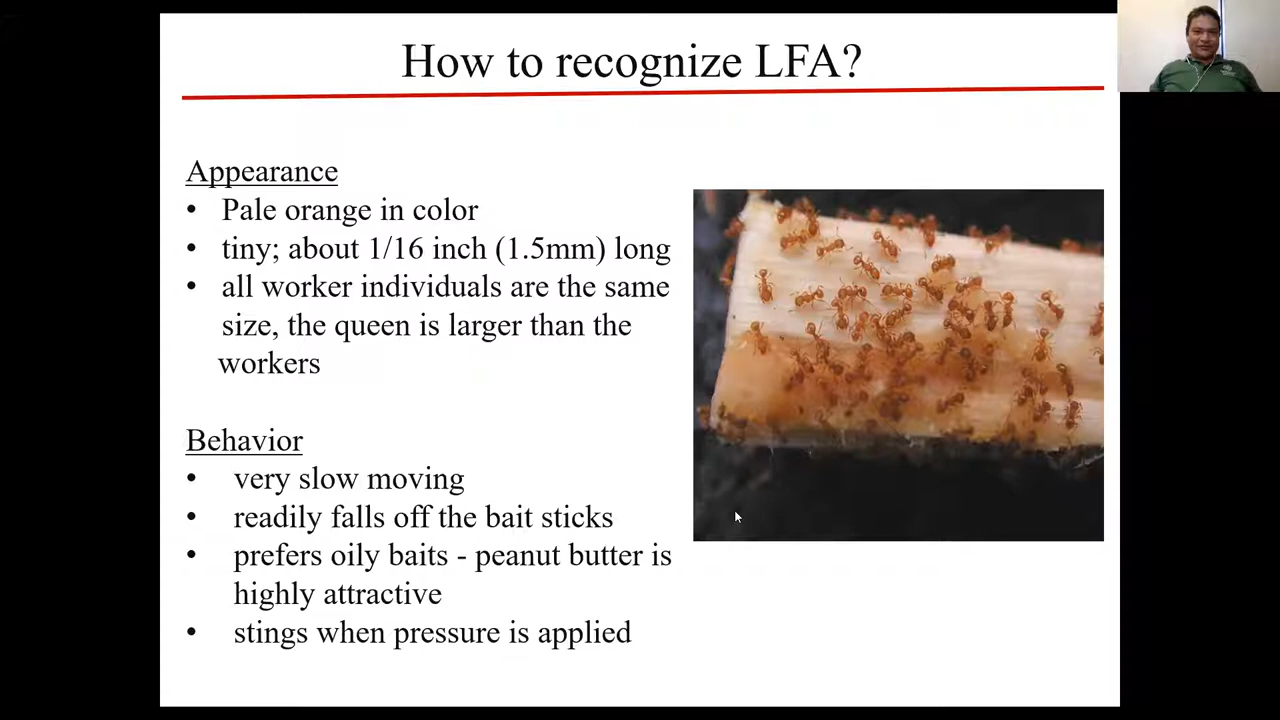 How to recognize LFA?
Appearance
• Pale orange in color
• tiny; about 1/16 inch (1.5mm) long
• all worker individuals are the same
size, the queen is larger than the
workers
Behavior
• very slow moving
• readily falls off the bait sticks
• prefers oily baits - peanut butter is
highly attractive
• stings when pressure is applied